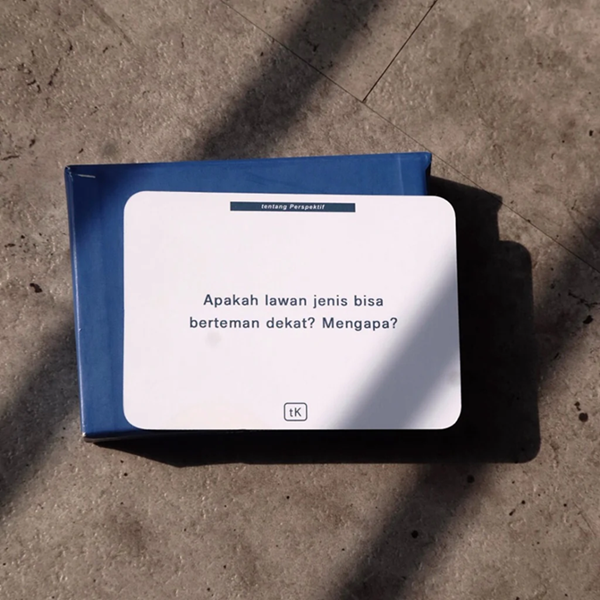 tentang Perspektif
Apakah lawan jenis bisa
berteman dekat? Mengapa?
tK